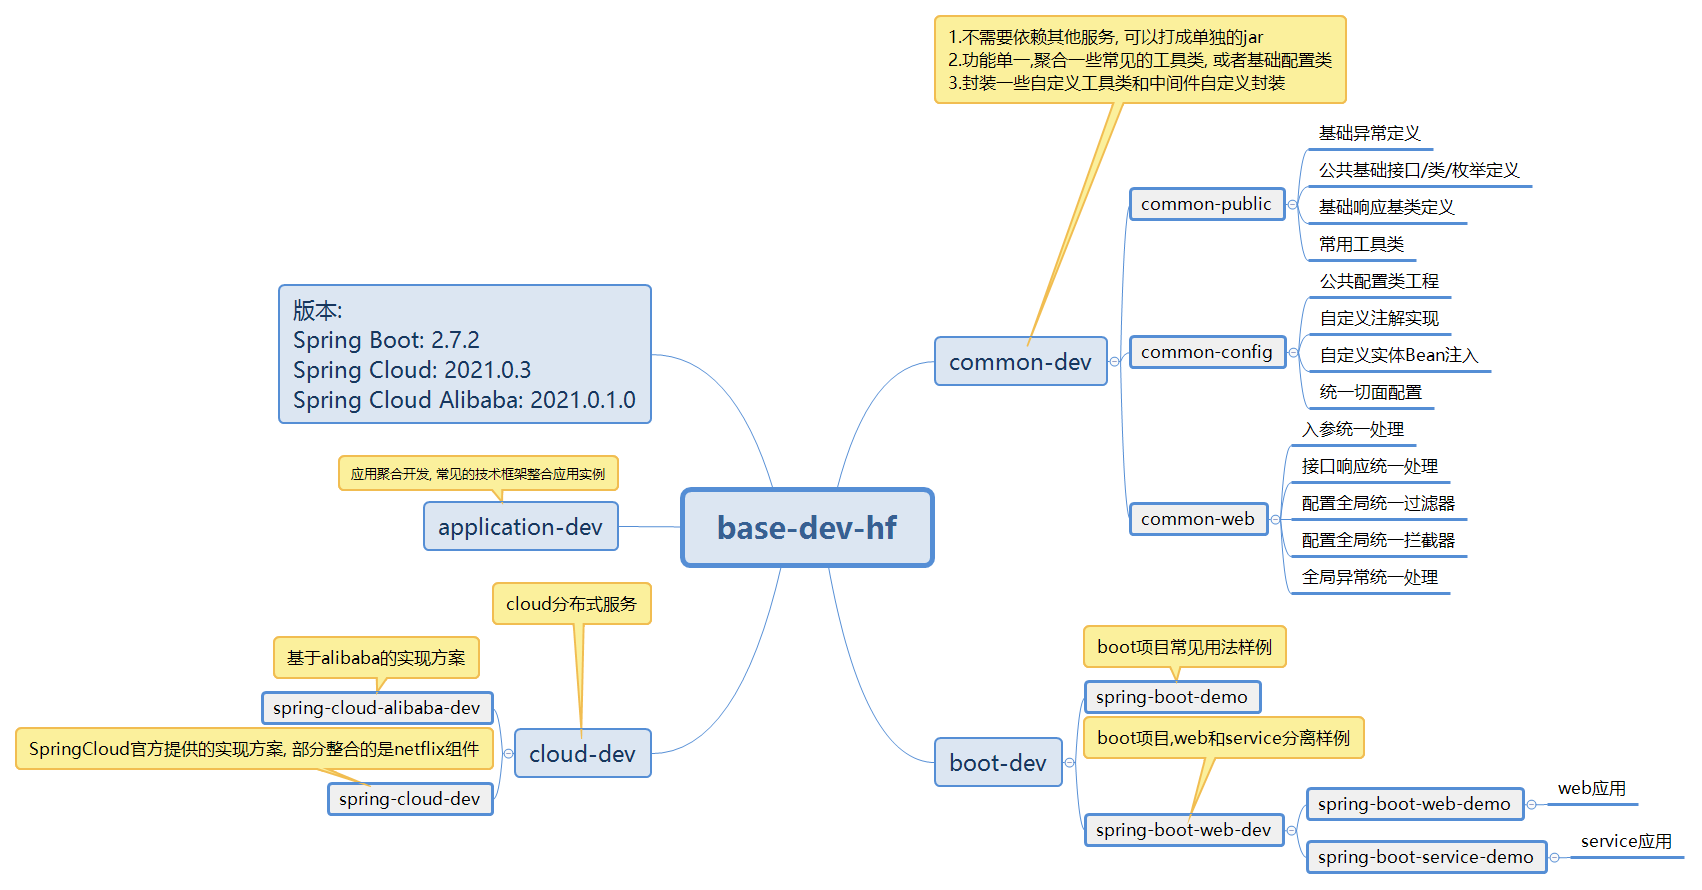 1.不需要依赖其他服务, 可以打成单独的jar
2.功能单一,聚合一些常见的工具类, 或者基础配置类
3.封装一些自定义工具类和中间件自定义封装
基础异常定义
公共基础接口/类/枚举定义
common-public
基础响应基类定义
常用工具类
公共配置类工程
自定义注解实现
common-dev
common-config
自定义实体Bean注入
统一切面配置
入参统一处理
接口响应统一处理
配置全局统一过滤器
common-web
配置全局统一拦截器
全局异常统一处理
版本:
Spring Boot: 2.7.2
Spring Cloud: 2021.0.3
Spring Cloud Alibaba: 2021.0.1.0
应用聚合开发, 常见的技术框架整合应用实例
application-dev
base-dev-hf
cloud分布式服务
基于alibaba的实现方案
spring-cloud-alibaba-dev
SpringCloud官方提供的实现方案, 部分整合的是netflix组件
cloud-dev
spring-cloud-dev
boot项目常见用法样例
spring-boot-demo
boot项目,web和service分离样例
boot-dev
spring-boot-web-dev
spring-boot-web-demo
web应用
spring-boot-service-demo
service应用